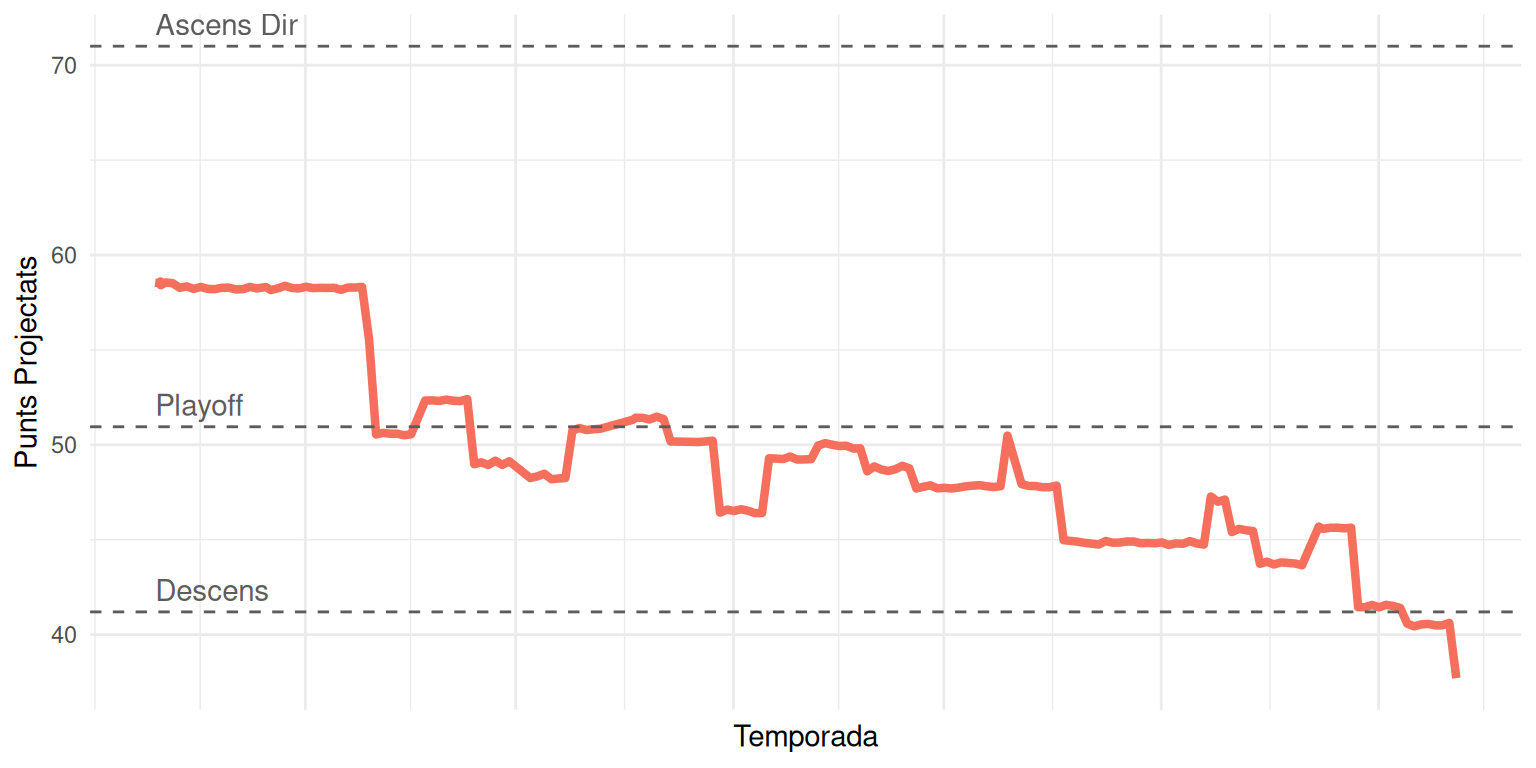 Ascens Dir
70
60
Playoff
50
Descens
40
Punts Projectats
Temporada